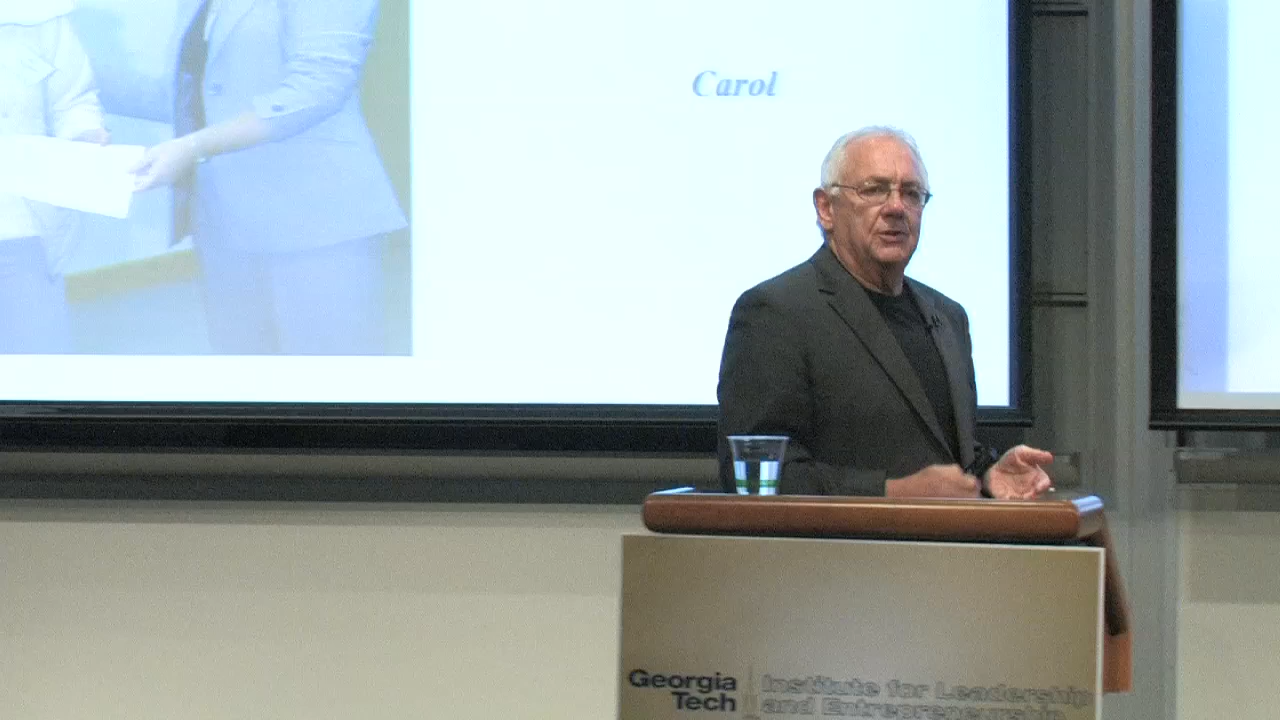 Carol
Georgia
Tech
Institute for Leadership
and Entrepreneurship